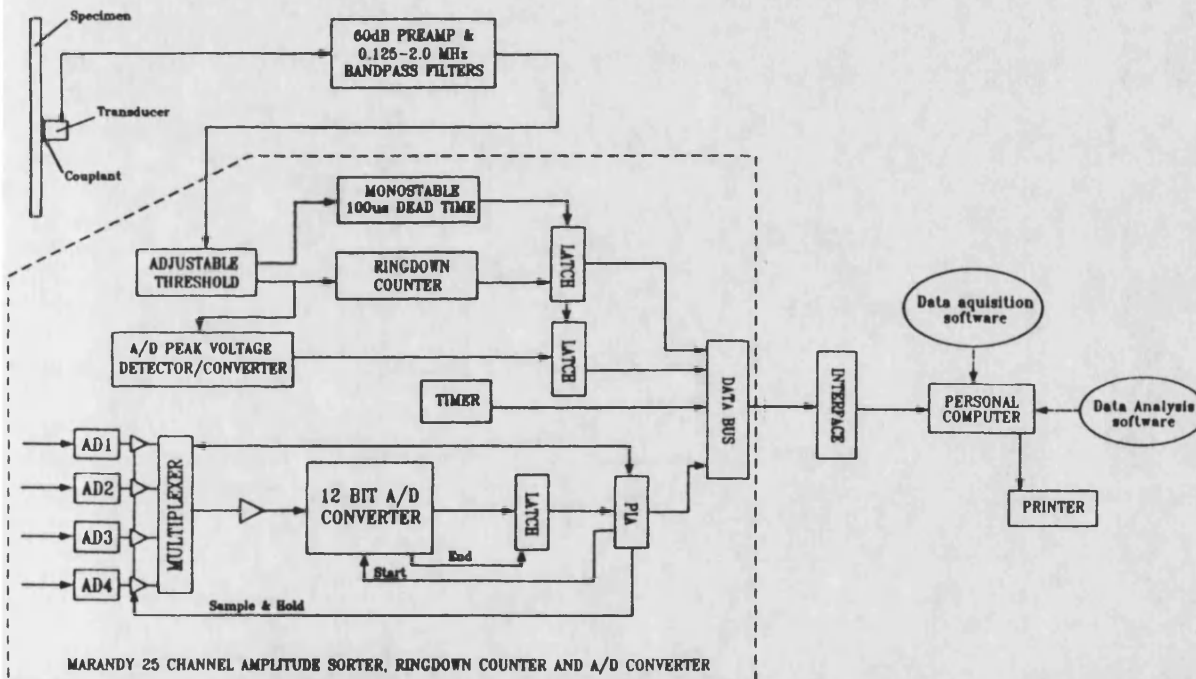 Specimen
60dB PREAMP &
0.125-2.0 MHz
BANDPASS FILTERS
Transducer
Couplant
MONOSTABLE
100us DEAD TIME
LATCH
ADJUSTABLE
THRESHOLD
RINGDOWN
COUNTER
A/D PEAK VOLTAGE
DETECTOR/CONVERTER
LATCH
TIMER
DATA BUS
INTERFACE
Data aquisition
software
PERSONAL
COMPUTER
Data Analysis
software
PRINTER
AD1
AD2
AD3
AD4
MULTIPLEXER
12 BIT A/D
CONVERTER
LATCH
PIA
End
Start
Sample & Hold
MARANDY 25 CHANNEL AMPLITUDE SORTER, RINGDOWN COUNTER AND A/D CONVERTER